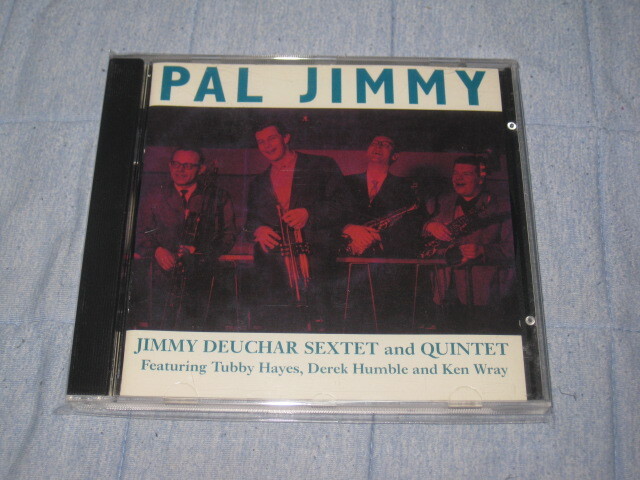 PAL JIMMY
JIMMY DEUCHAR SEXTET and QUINTET
Featuring Tubby Hayes, Derek Humble and Ken Wray